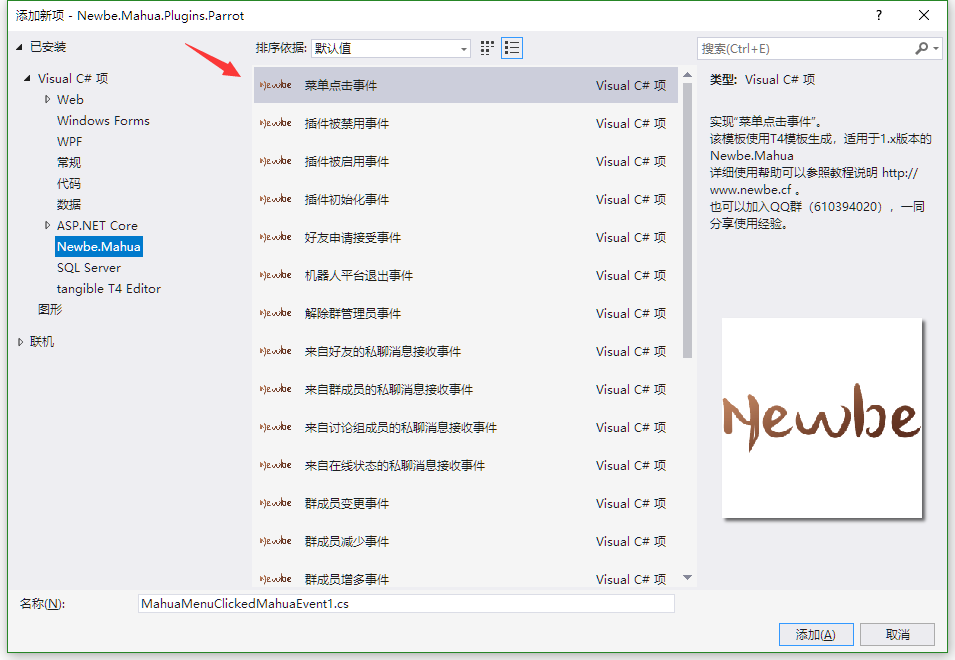 添加新项 - Newbe.Mahua.Plugins.Parrot
?
已安装
Visual C# 项
Web
Windows Forms
WPF
常规
代码
数据
ASP.NET Core
Newbe.Mahua
SQL Server
tangible T4 Editor
图形
联机
排序依据: 默认值
Newbe 菜单点击事件 Visual C# 项
Newbe 插件被禁用事件 Visual C# 项
Newbe 插件被启用事件 Visual C# 项
Newbe 插件初始化事件 Visual C# 项
Newbe 好友申请接受事件 Visual C# 项
Newbe 机器人平台退出事件 Visual C# 项
Newbe 解除群管理员事件 Visual C# 项
Newbe 来自好友的私聊消息接收事件 Visual C# 项
Newbe 来自群成员的私聊消息接收事件 Visual C# 项
Newbe 来自讨论组成员的私聊消息接收事件 Visual C# 项
Newbe 来自在线状态的私聊消息接收事件 Visual C# 项
Newbe 群成员变更事件 Visual C# 项
Newbe 群成员减少事件 Visual C# 项
Newbe 群成员增多事件 Visual C# 项
搜索(Ctrl+E)
类型: Visual C# 项
实现“菜单点击事件”。
该模板使用T4模板生成，适用于1.x版本的
Newbe.Mahua
详细使用帮助可以参照教程说明 http://
www.newbe.cf 。
也可以加入QQ群（610394020），一同
分享使用经验。
Newbe
名称(N):
MahuaMenuClickedMahuaEvent1.cs
添加(A)
取消